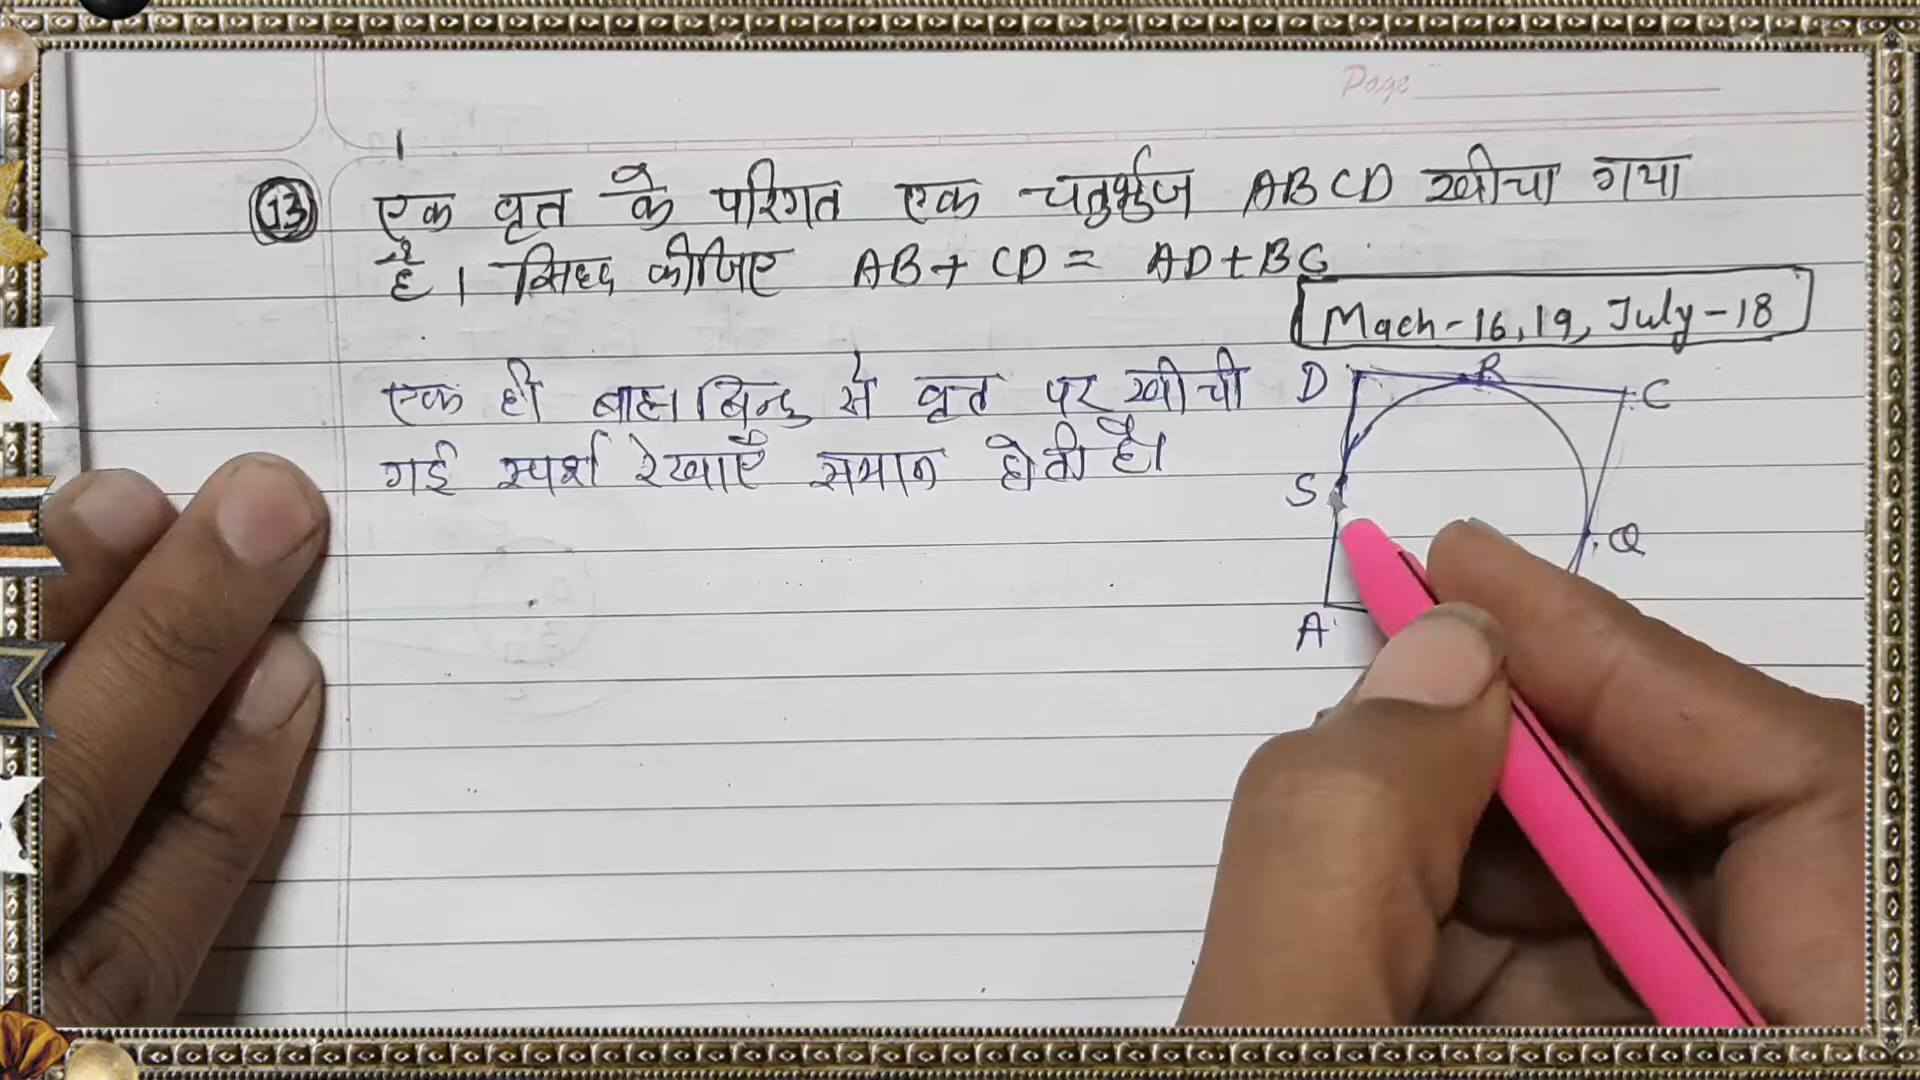 Page
13 एक वृत्त के परिगत एक चतुर्भुज ABCD खीचा गया
है । सिध्द कीजिए AB + CD = AD + BC
Mach-16,19, July-18
एक ही बाह्य बिन्दु से वृत्त पर खीची
गई स्पर्श रेखाएँ समान होती है।
D R C
S Q
A